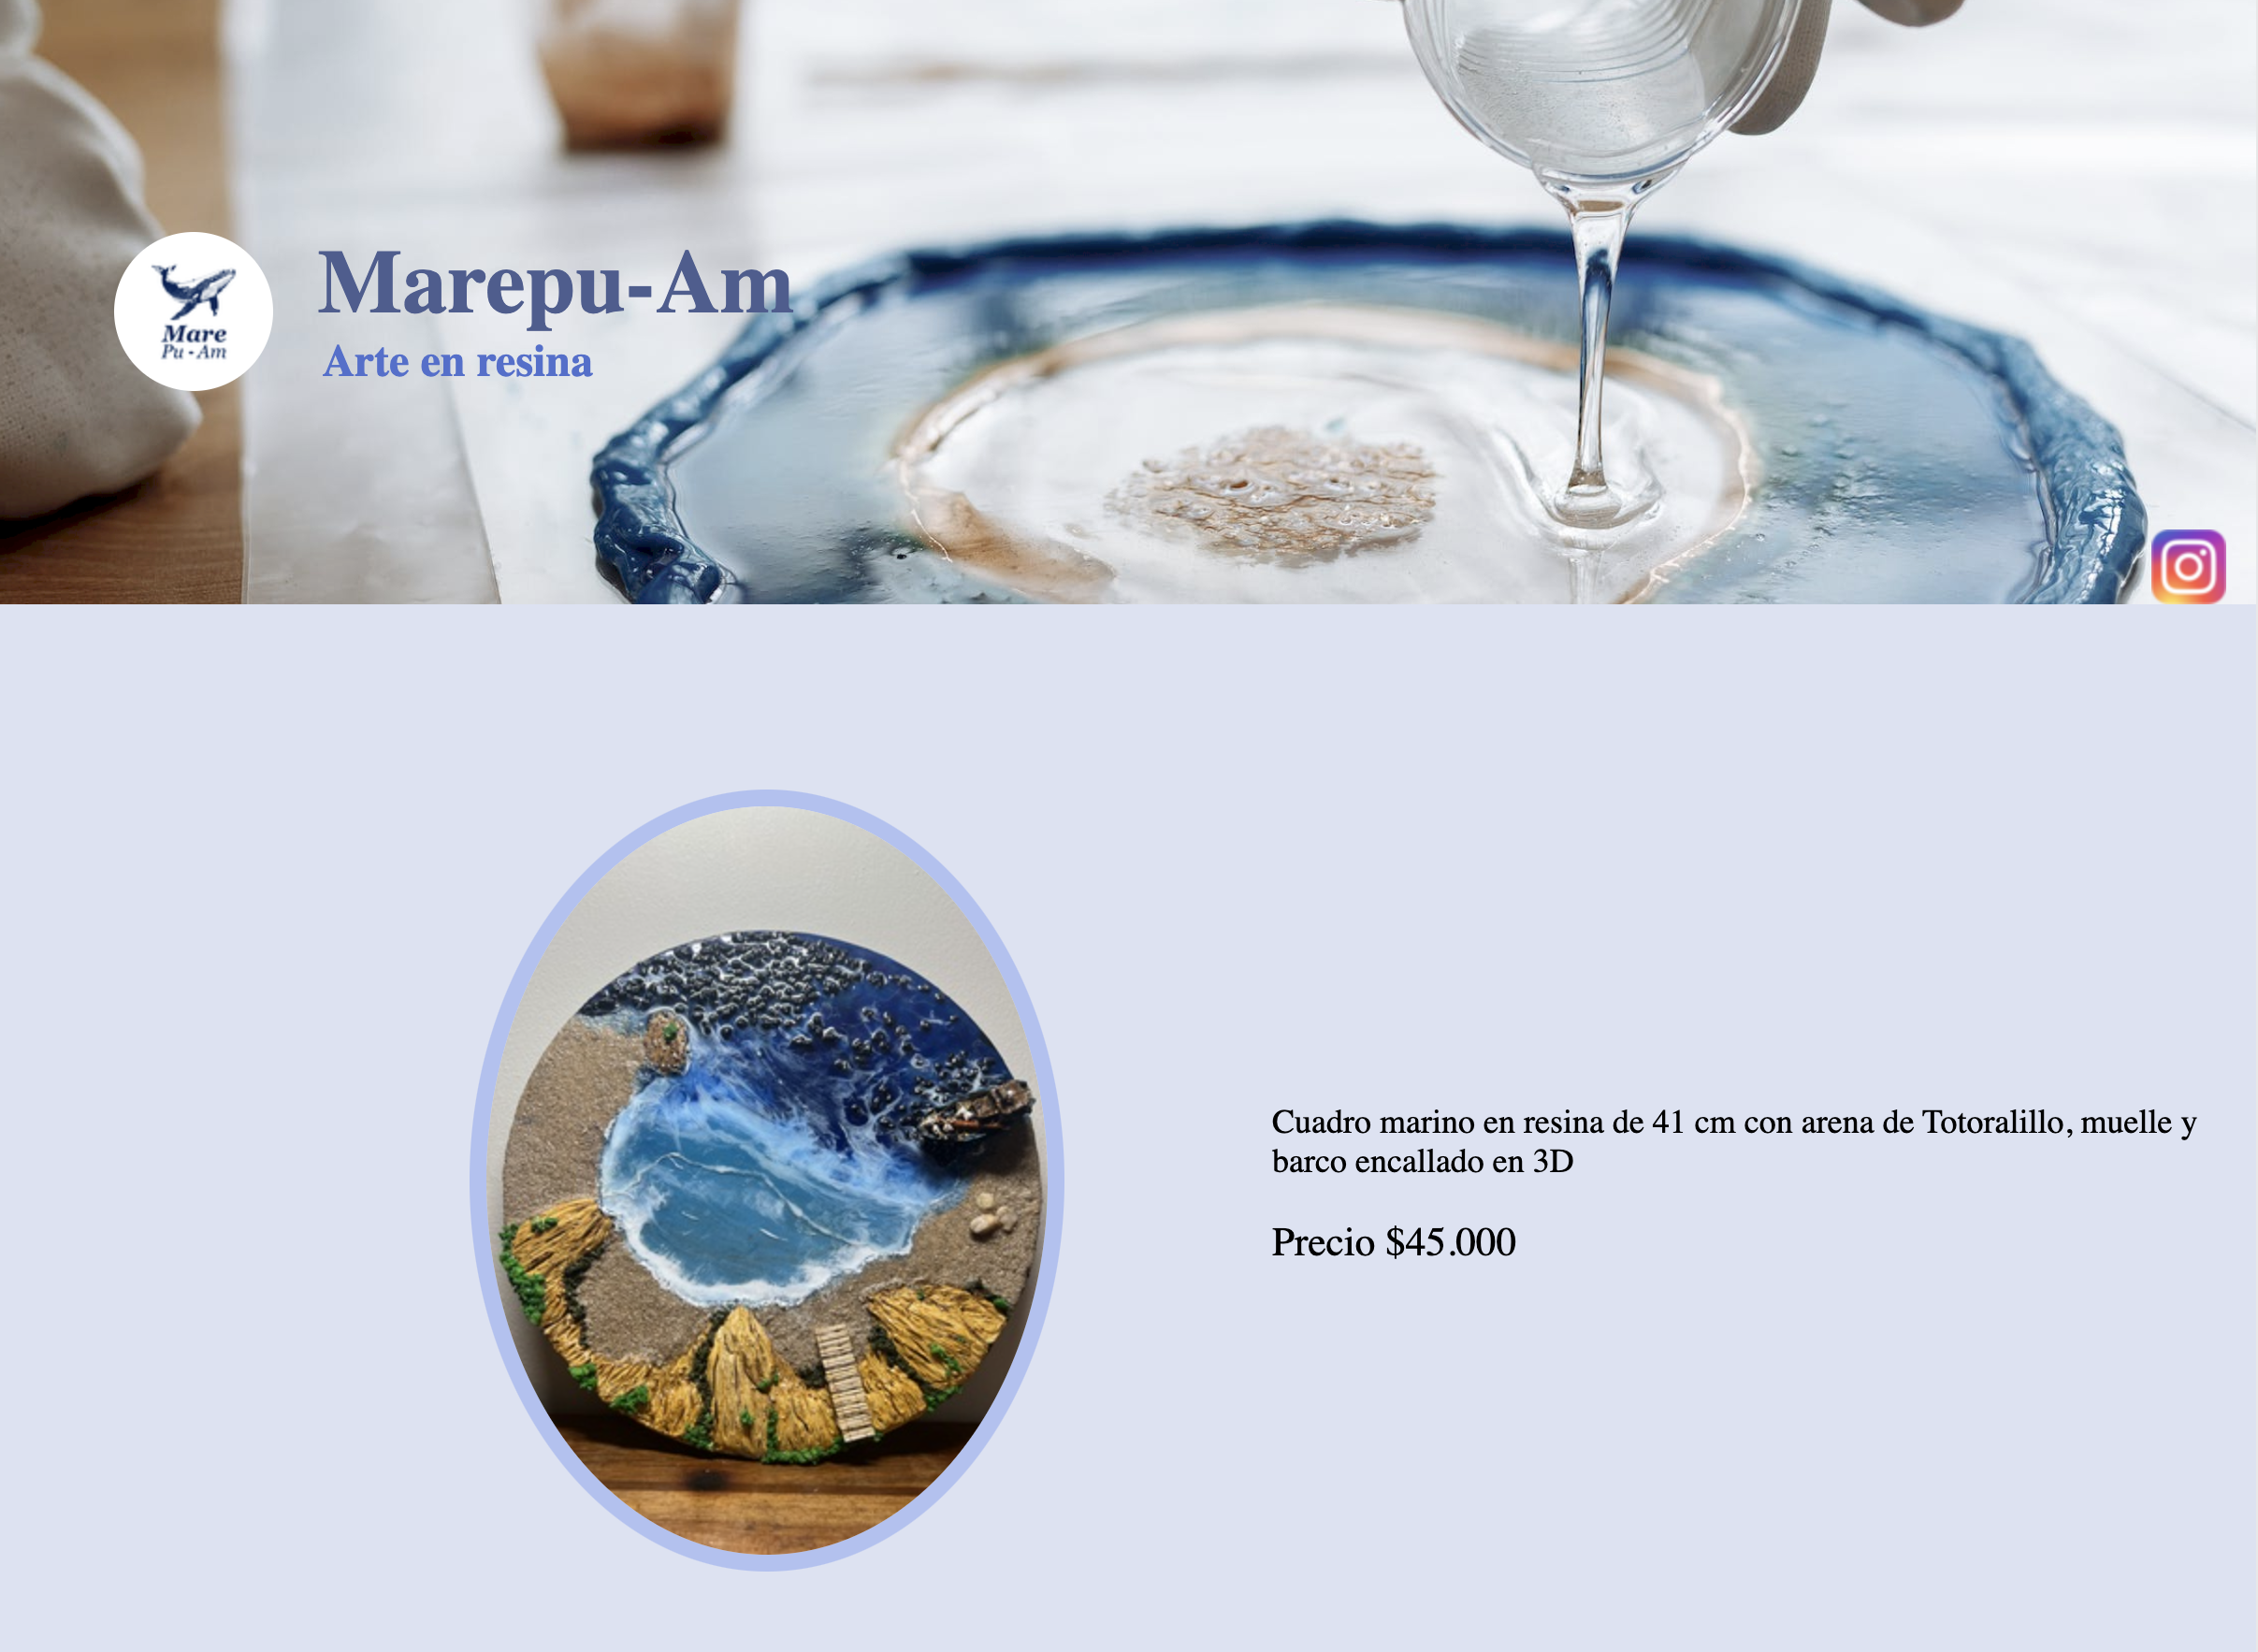 Mare
Pu - Am
Marepu-Am
Arte en resina
Cuadro marino en resina de 41 cm con arena de Totoralillo, muelle y
barco encallado en 3D
Precio $45.000